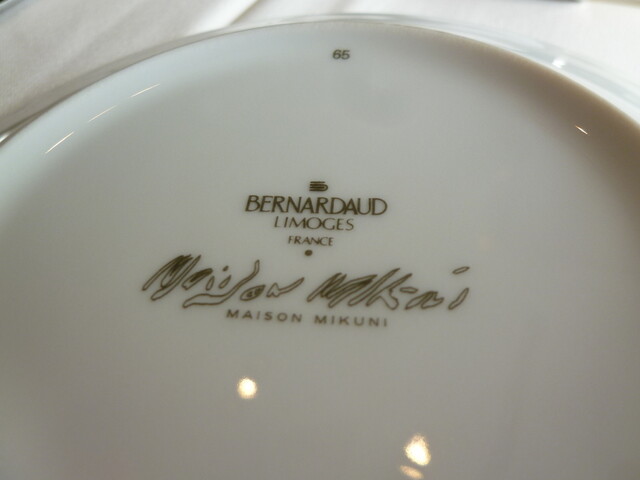 65
BERNARDAUD
LIMOGES
FRANCE
Maison Mikuni
MAISON MIKUNI